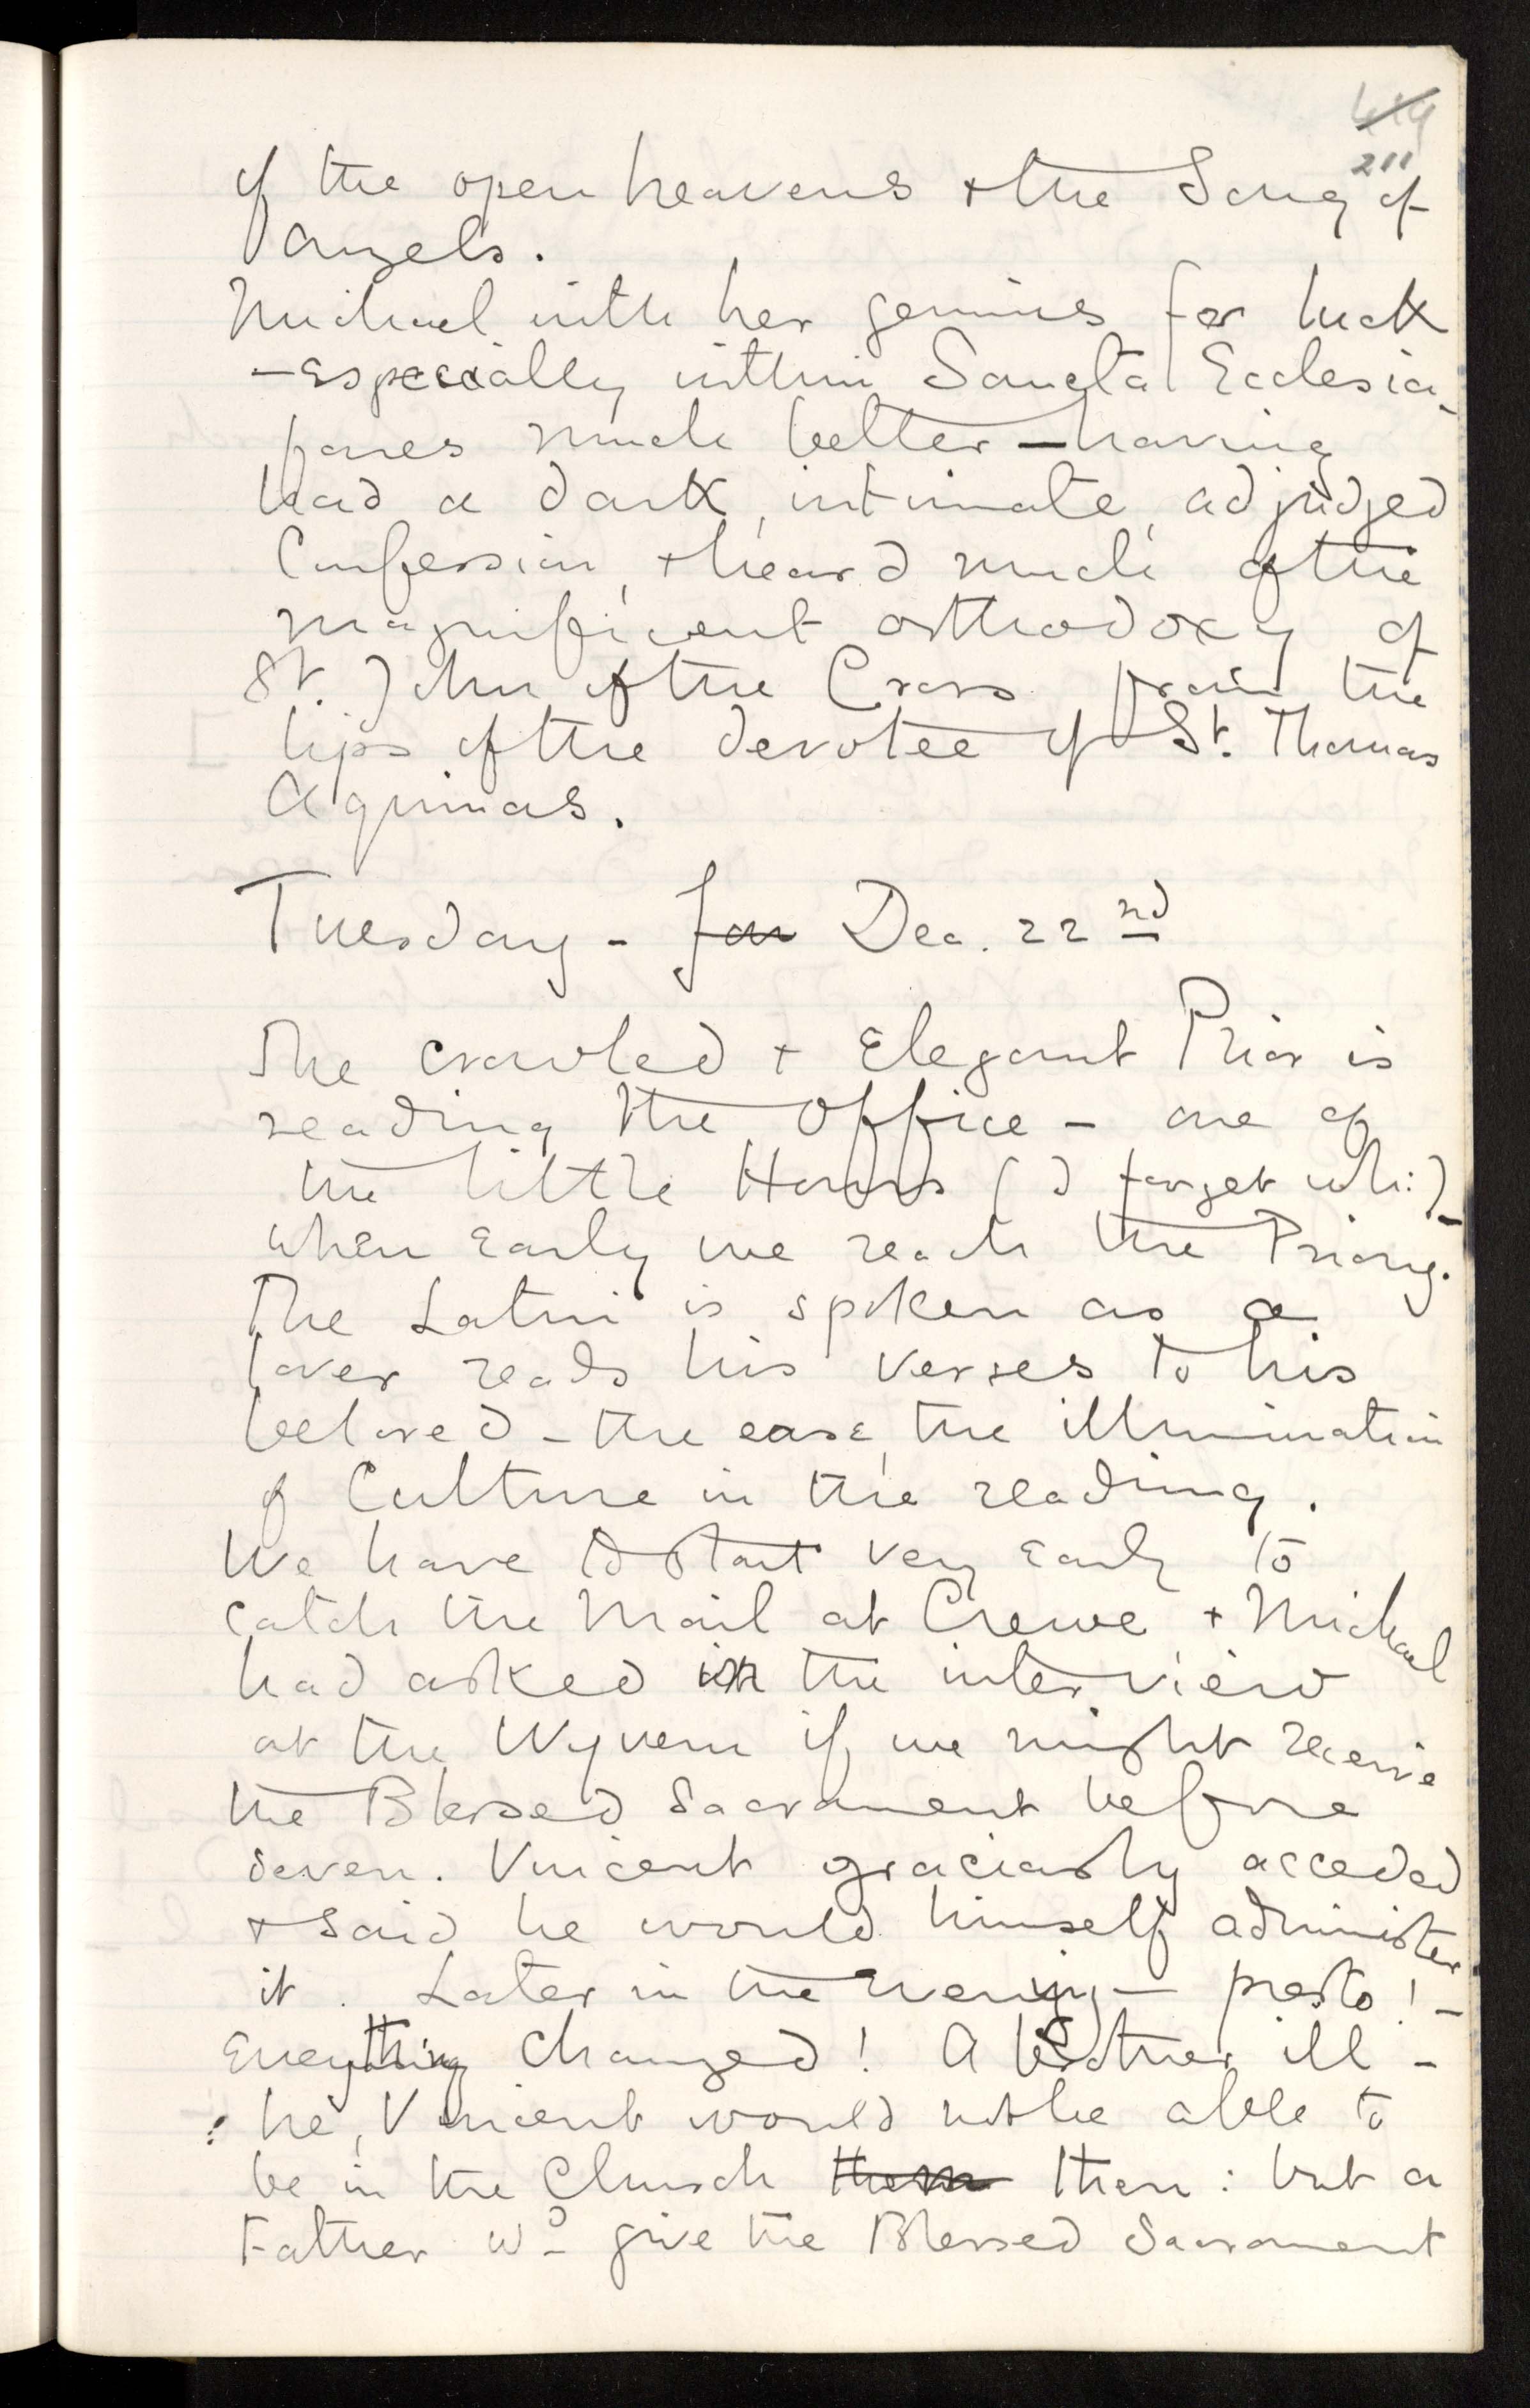 211
of the open heavens + the Song of
angels.
Michael with her genius for luck
– especially within Sancta Ecclesia –
fares much better – having
had a dark, intimate, adjudged
Confession, + heard much of the
magnificent orthodoxy of
St. John of the Cross from the
lips of the devotee of St. Thomas
Aquinas.
Tuesday – Jan Dec. 22nd
The cowled + Elegant Prior is
reading the Office – one of
the little Hours (I forget wh:) –
when Early we reach the Priory.
The Latin is spoken as a
lover reads his verses to his
beloved – the ease, the illumination
of Culture in the reading.
We have to start very Early to
catch the Mail at Crewe + Michael
had asked in the interview
at the Wyvern if we might receive
the Blessed Sacrament before
seven. Vincent graciously acceded
+ said he would himself administer
it. Later in the Evening – presto! –
Everything changed! A brother ill –
: he, Vincent would not be able to
be in the Church them then: but a
Father wd give the Blessed Sacrament